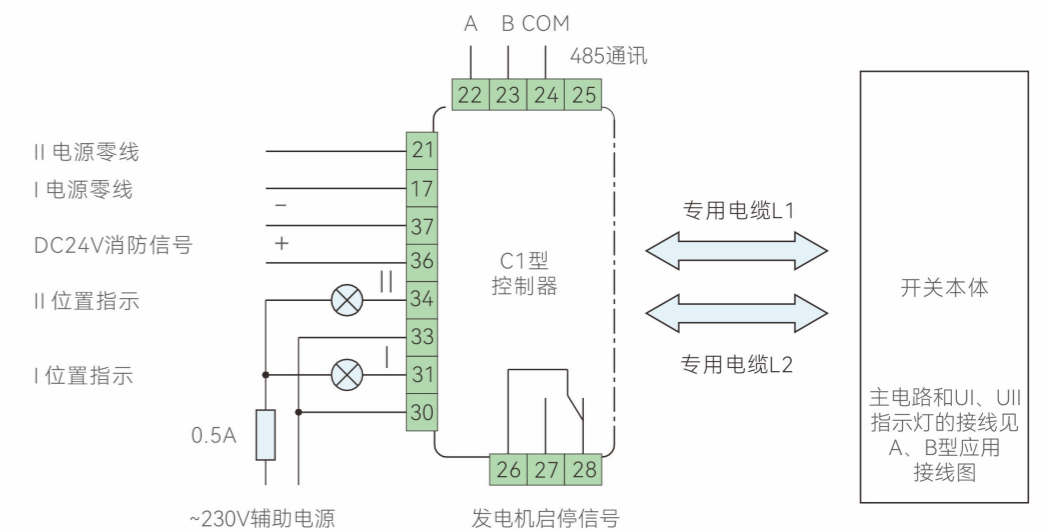 A B COM
485通讯
22 23 24 25
II 电源零线
21
I 电源零线
17
−
37
DC24V消防信号
+
36
II 位置指示
II
34
33
I 位置指示
I
31
30
0.5A
C1型
控制器
26 27 28
~230V辅助电源
发电机启停信号
专用电缆L1
专用电缆L2
开关本体
主电路和UI、UII
指示灯的接线见
A、B型应用
接线图